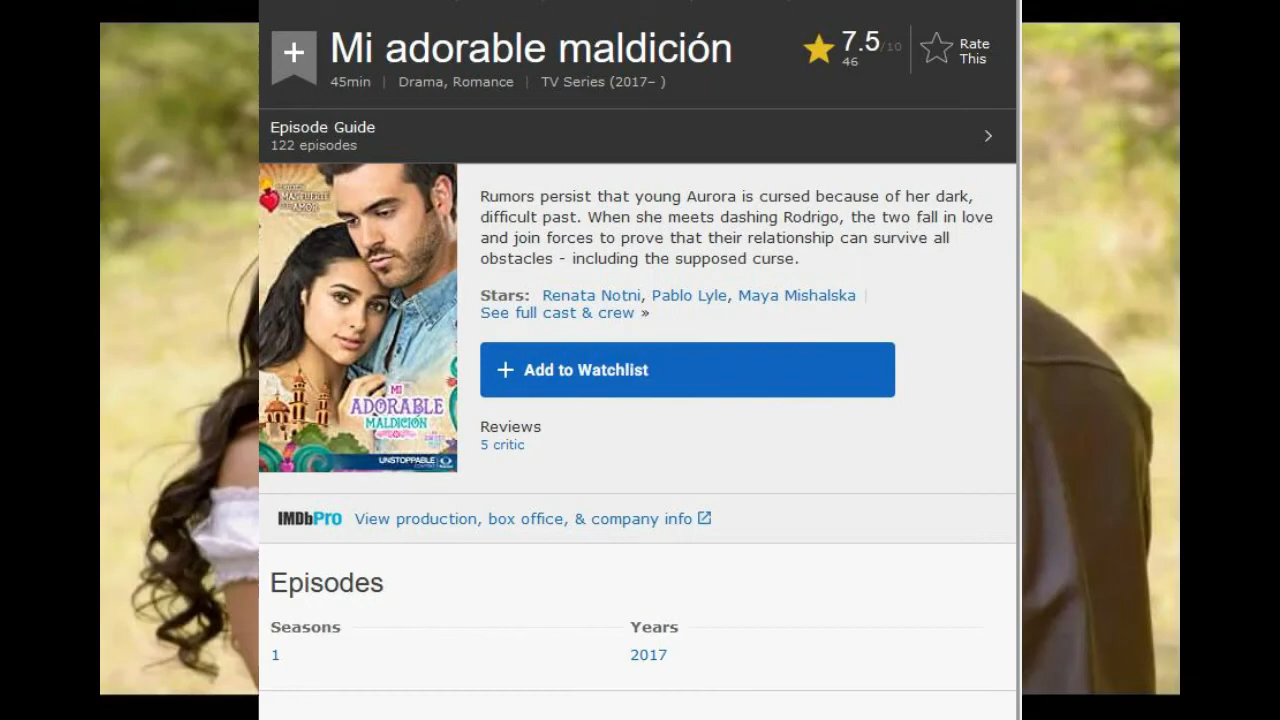 Mi adorable maldición
7.5/10
46
Rate
This
45min | Drama, Romance | TV Series (2017– )
Episode Guide
122 episodes
Rumors persist that young Aurora is cursed because of her dark,
difficult past. When she meets dashing Rodrigo, the two fall in love
and join forces to prove that their relationship can survive all
obstacles - including the supposed curse.
Stars: Renata Notni, Pablo Lyle, Maya Mishalska |
See full cast & crew »
+ Add to Watchlist
Reviews
5 critic
MAS FUERTE
AMOR
MI
ADORABLE
MALDICIÓN
UNSTOPPABLE
IMDbPro View production, box office, & company info
Episodes
Seasons
Years
1
2017